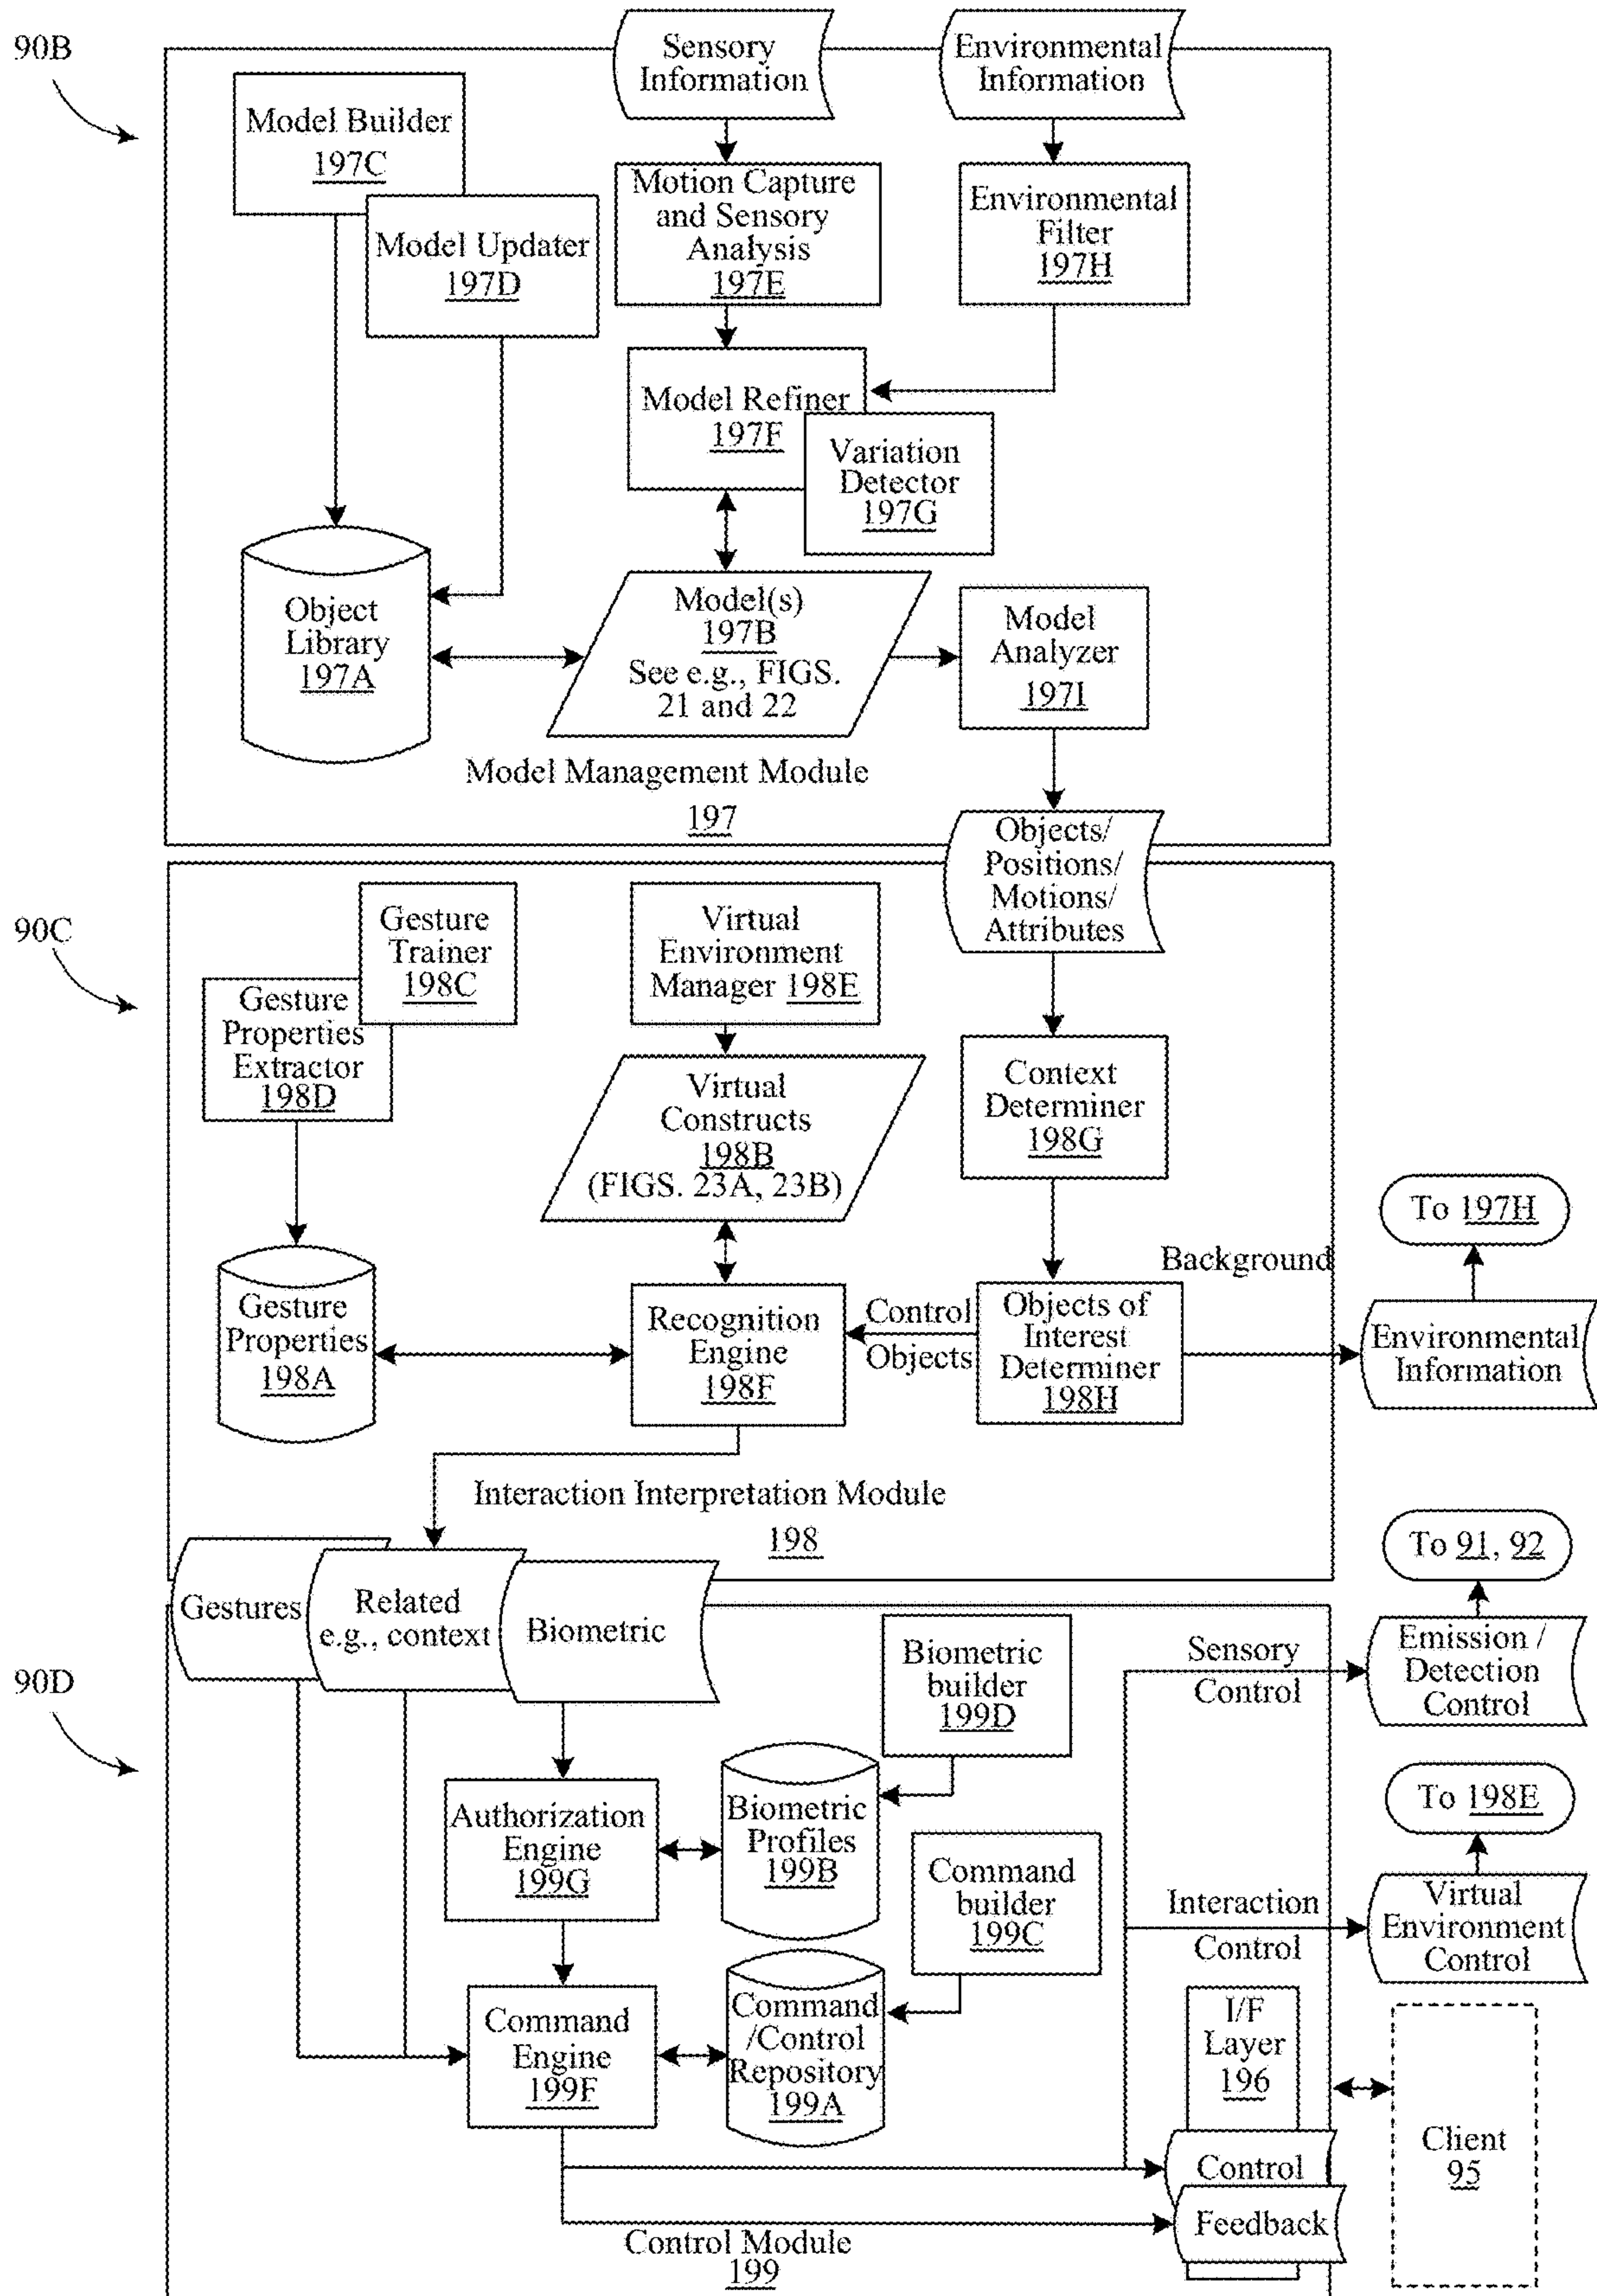 90B
Sensory
Information
Environmental
Information
Model Builder
197C
Model Updater
197D
Motion Capture
and Sensory
Analysis
197E
Environmental
Filter
197H
Model Refiner
197F
Variation
Detector
197G
Object
Library
197A
Model(s)
197B
See e.g., FIGS.
21 and 22
Model
Analyzer
197I
Model Management Module
197
Objects/
Positions/
Motions/
Attributes
90C
Gesture
Trainer
198C
Gesture
Properties
Extractor
198D
Virtual
Environment
Manager 198E
Virtual
Constructs
198B
(FIGS. 23A, 23B)
Context
Determiner
198G
To 197H
Background
Gesture
Properties
198A
Recognition
Engine
198F
Control
Objects
Objects of
Interest
Determiner
198H
Environmental
Information
Interaction Interpretation Module
198
To 91, 92
Gestures
Related
e.g., context
Biometric
90D
Biometric
builder
199D
Sensory
Control
Emission /
Detection
Control
Authorization
Engine
199G
Biometric
Profiles
199B
To 198E
Command
builder
199C
Interaction
Control
Virtual
Environment
Control
Command
Engine
199F
Command
/Control
Repository
199A
I/F
Layer
196
Client
95
Control
Feedback
Control Module
199